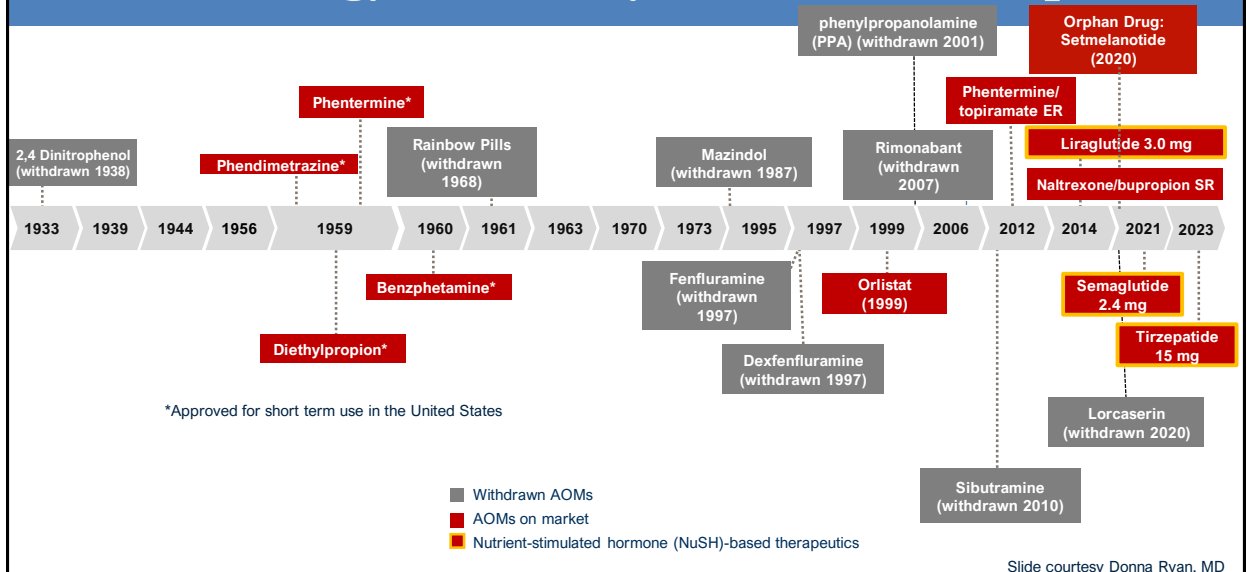 phenylpropanolamine
(PPA) (withdrawn 2001)
Orphan Drug:
Setmelanotide
(2020)
Phentermine*
Phentermine/
topiramate ER
2,4 Dinitrophenol
(withdrawn 1938)
Phendimetrazine*
Rainbow Pills
(withdrawn
1968)
Mazindol
(withdrawn 1987)
Rimonabant
(withdrawn
2007)
Liraglutide 3.0 mg
Naltrexone/bupropion SR
1933 1939 1944 1956 1959 1960 1961 1963 1970 1973 1995 1997 1999 2006 2012 2014 2021 2023
Benzphetamine*
Fenfluramine
(withdrawn
1997)
Orlistat
(1999)
Semaglutide
2.4 mg
Diethylpropion*
Dexfenfluramine
(withdrawn 1997)
Tirzepatide
15 mg
*Approved for short term use in the United States
Lorcaserin
(withdrawn 2020)
Sibutramine
(withdrawn 2010)
Withdrawn AOMs
AOMs on market
Nutrient-stimulated hormone (NuSH)-based therapeutics
Slide courtesy Donna Ryan, MD